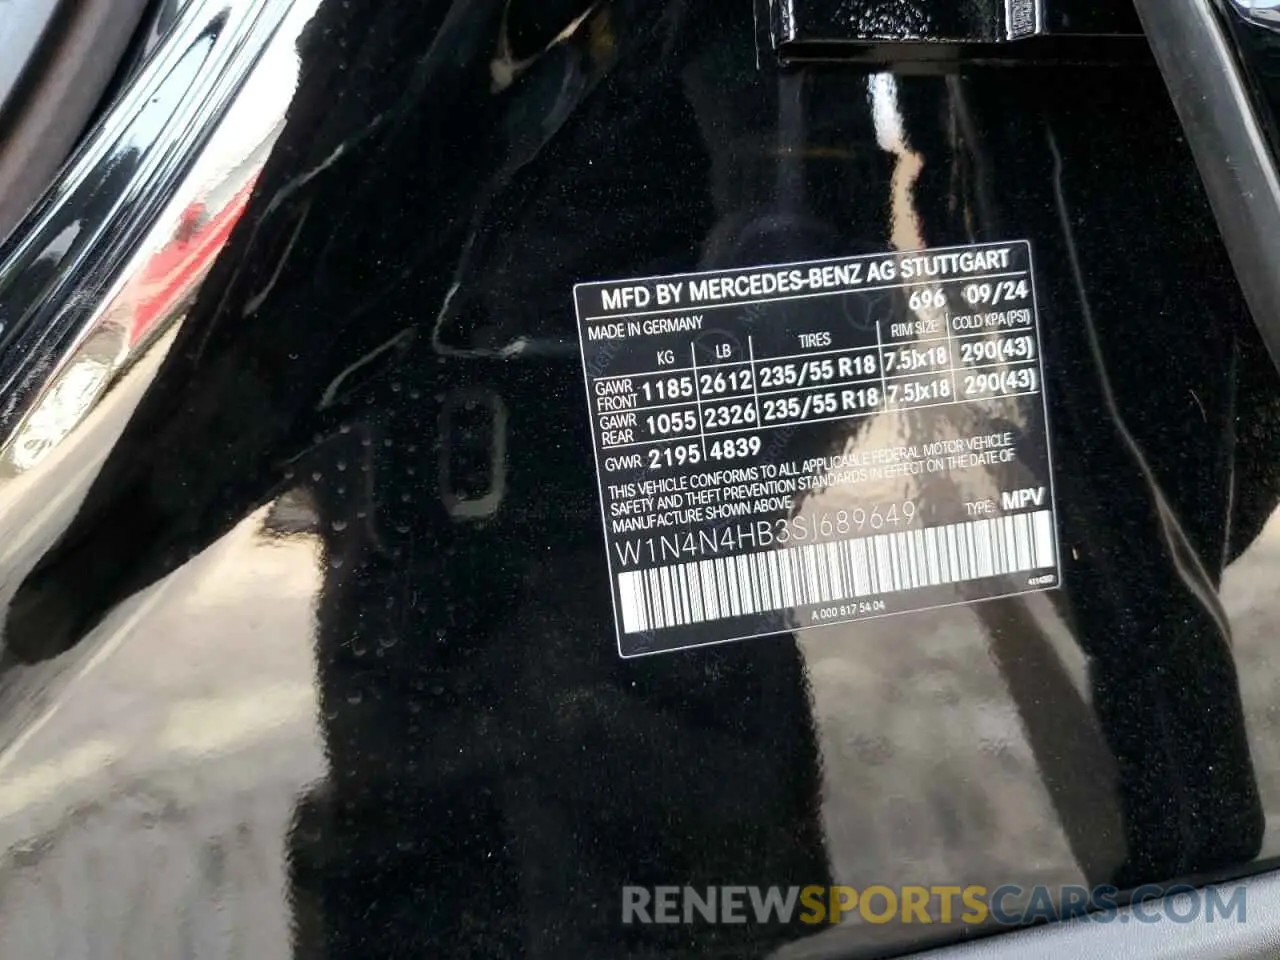 MFD BY MERCEDES-BENZ AG STUTTGART
696 09/24
MADE IN GERMANY
KG LB TIRES RIM SIZE COLD KPA(PSI)
GAWR FRONT 1185 2612 235/55 R18 7.5Jx18 290(43)
GAWR REAR 1055 2326 235/55 R18 7.5Jx18 290(43)
GVWR 2195 4839
THIS VEHICLE CONFORMS TO ALL APPLICABLE FEDERAL MOTOR VEHICLE
SAFETY AND THEFT PREVENTION STANDARDS IN EFFECT ON THE DATE OF
MANUFACTURE SHOWN ABOVE.
W1N4N4HB3SJ689649 TYPE: MPV
A 000 817 54 04
RENEWSPORTSCARS.COM